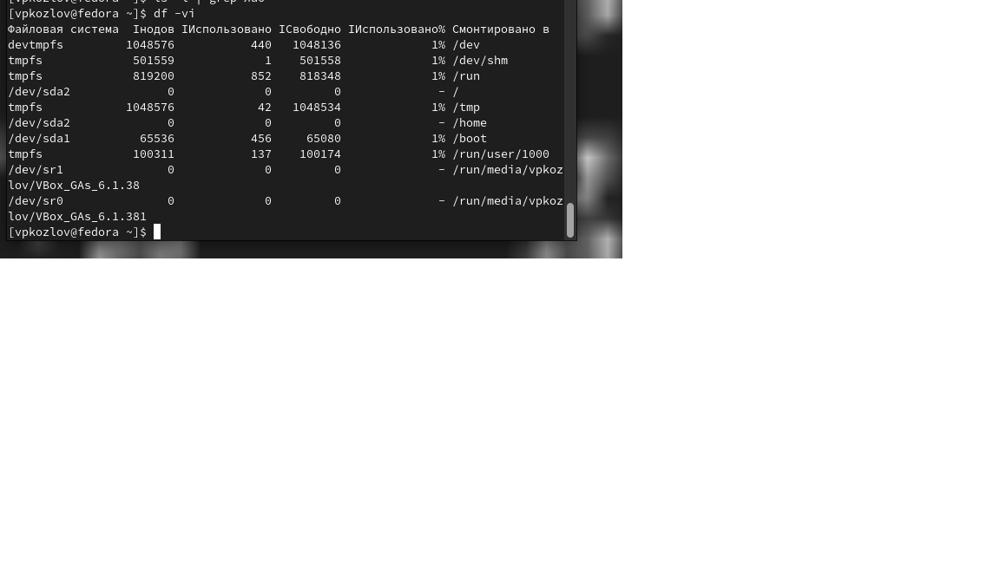 [vpkozlov@fedora ~]$ df -vi
Файловая система Iнодов IИспользовано IСвободно IИспользовано% Смонтировано в
devtmpfs 1048576 440 1048136 1% /dev
tmpfs 501559 1 501558 1% /dev/shm
tmpfs 819200 852 818348 1% /run
/dev/sda2 0 0 0 - /
tmpfs 1048576 42 1048534 1% /tmp
/dev/sda2 0 0 0 - /home
/dev/sda1 65536 456 65080 1% /boot
tmpfs 100311 137 100174 1% /run/user/1000
/dev/sr1 0 0 0 - /run/media/vpkoz
lov/VBox_GAs_6.1.38
/dev/sr0 0 0 0 - /run/media/vpkoz
lov/VBox_GAs_6.1.381
[vpkozlov@fedora ~]$